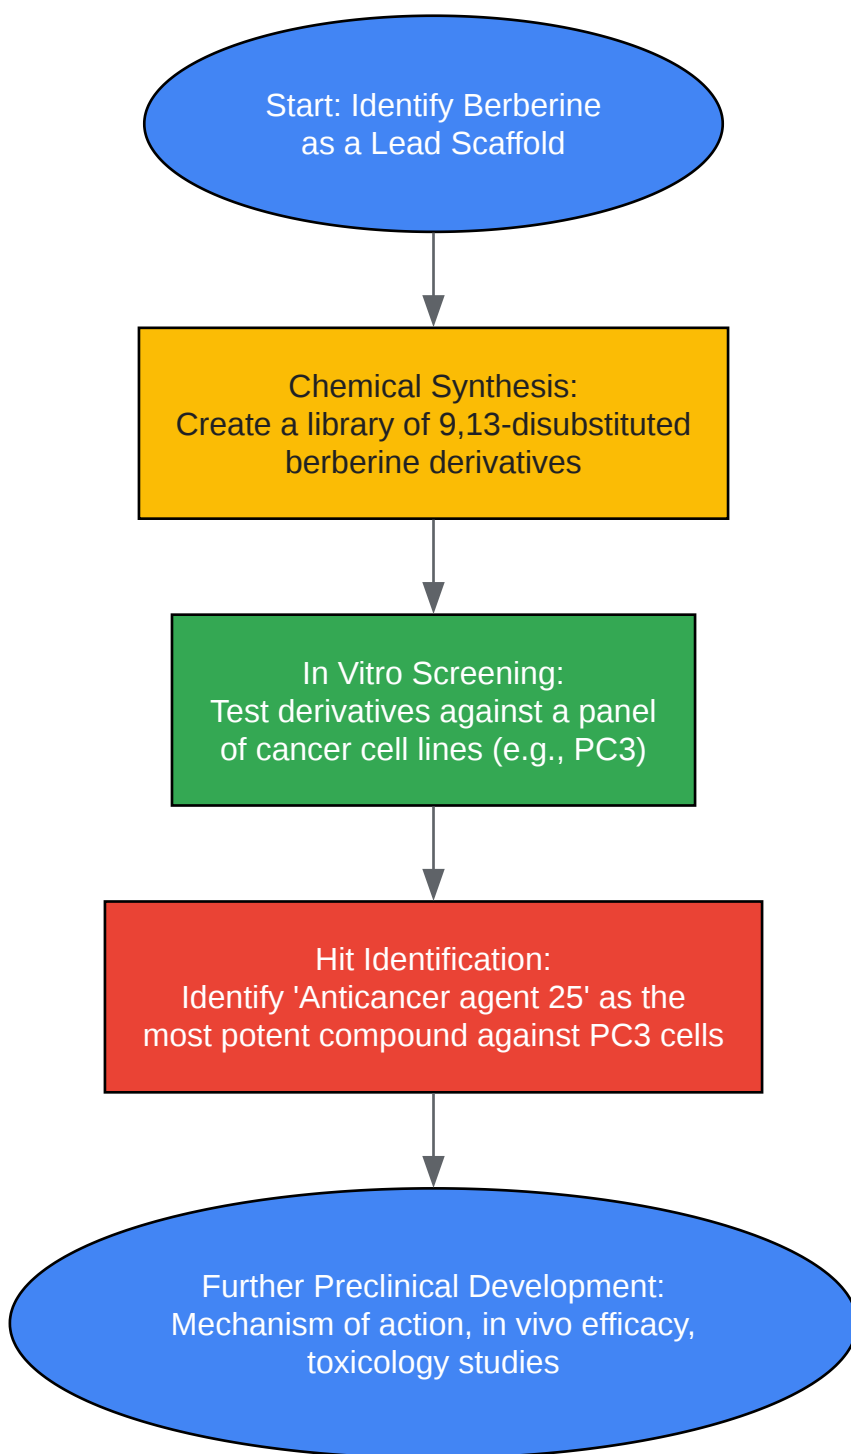 Start: Identify Berberine
as a Lead Scaffold
Chemical Synthesis:
Create a library of 9,13-disubstituted
berberine derivatives
In Vitro Screening:
Test derivatives against a panel
of cancer cell lines (e.g., PC3)
Hit Identification:
Identify 'Anticancer agent 25' as the
most potent compound against PC3 cells
Further Preclinical Development:
Mechanism of action, in vivo efficacy,
toxicology studies